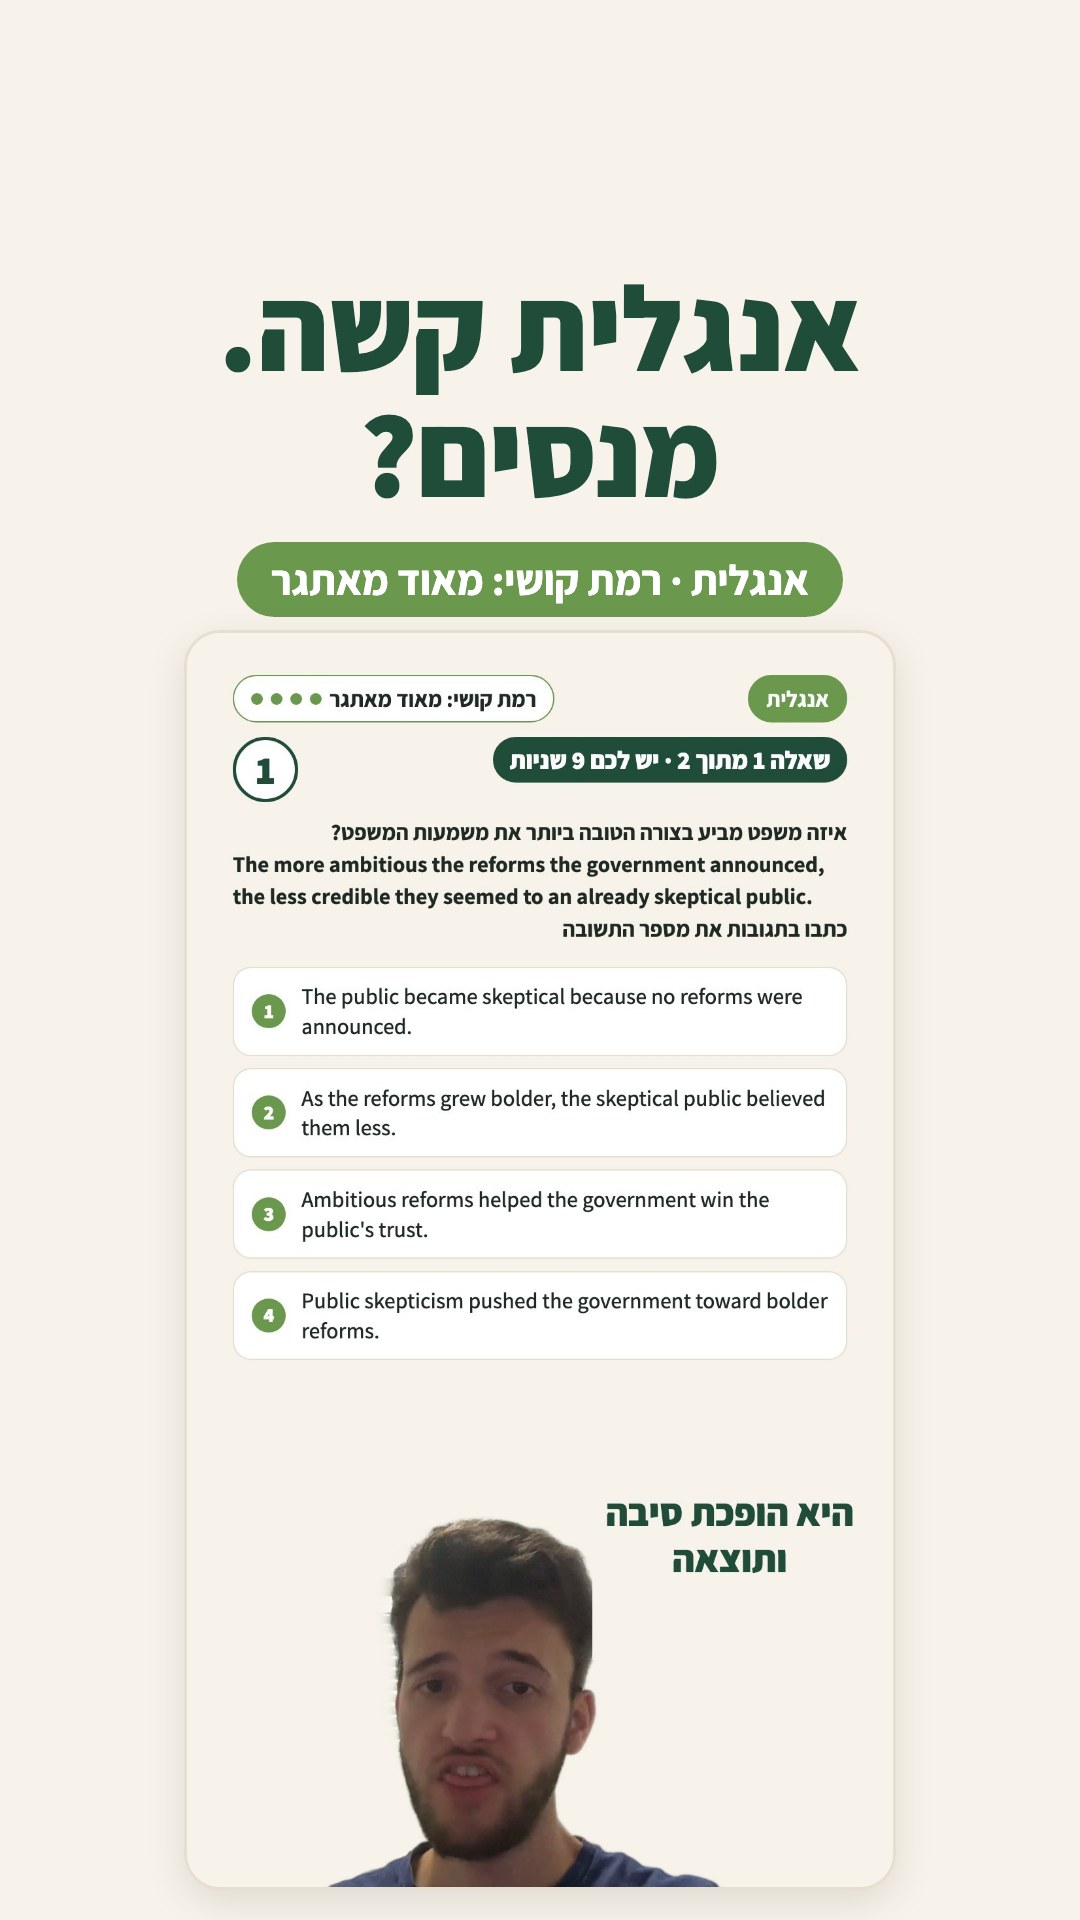 אנגלית קשה.
מנסים?
אנגלית · רמת קושי: מאוד מאתגר
אנגלית
רמת קושי: מאוד מאתגר
שאלה 1 מתוך 2 · יש לכם 9 שניות
1
איזה משפט מביע בצורה הטובה ביותר את משמעות המשפט?
The more ambitious the reforms the government announced,
the less credible they seemed to an already skeptical public.
כתבו בתגובות את מספר התשובה
1 The public became skeptical because no reforms were
announced.
2 As the reforms grew bolder, the skeptical public believed
them less.
3 Ambitious reforms helped the government win the
public's trust.
4 Public skepticism pushed the government toward bolder
reforms.
היא הופכת סיבה
ותוצאה